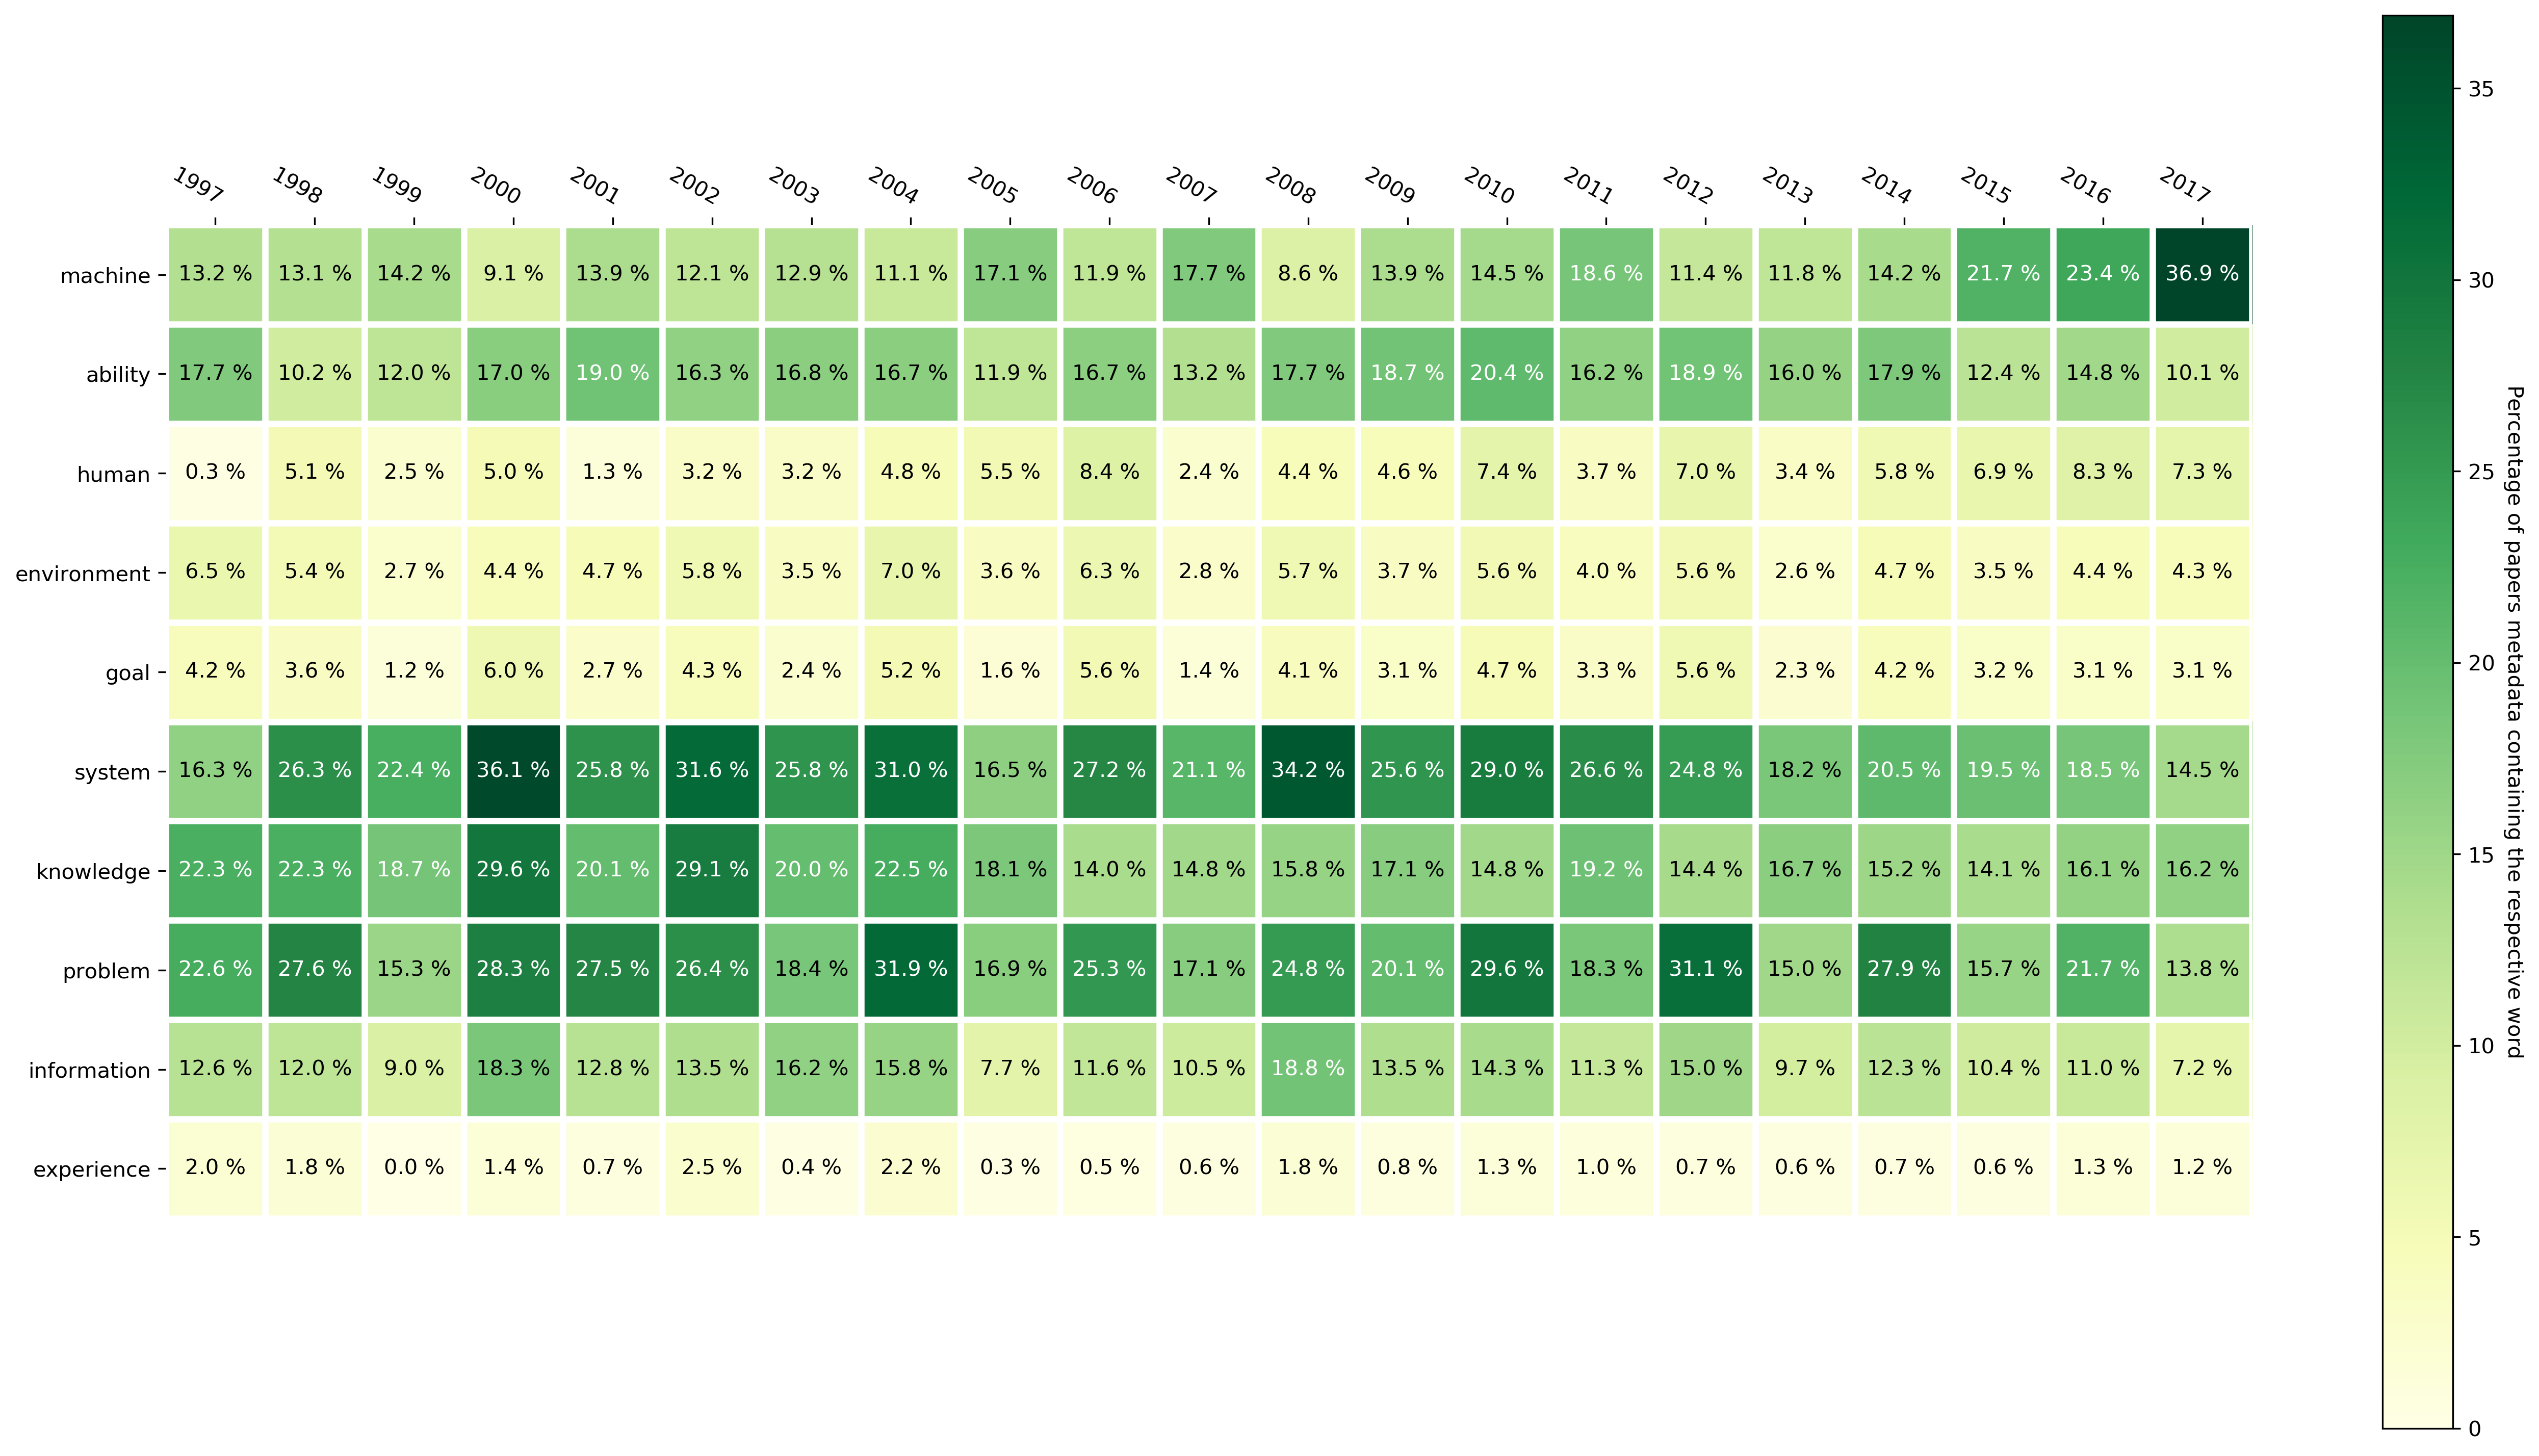 1997 1998 1999 2000 2001 2002 2003 2004 2005 2006 2007 2008 2009 2010 2011 2012 2013 2014 2015 2016 2017
machine 13.2 % 13.1 % 14.2 % 9.1 % 13.9 % 12.1 % 12.9 % 11.1 % 17.1 % 11.9 % 17.7 % 8.6 % 13.9 % 14.5 % 18.6 % 11.4 % 11.8 % 14.2 % 21.7 % 23.4 % 36.9 %
ability 17.7 % 10.2 % 12.0 % 17.0 % 19.0 % 16.3 % 16.8 % 16.7 % 11.9 % 16.7 % 13.2 % 17.7 % 18.7 % 20.4 % 16.2 % 18.9 % 16.0 % 17.9 % 12.4 % 14.8 % 10.1 %
human 0.3 % 5.1 % 2.5 % 5.0 % 1.3 % 3.2 % 3.2 % 4.8 % 5.5 % 8.4 % 2.4 % 4.4 % 4.6 % 7.4 % 3.7 % 7.0 % 3.4 % 5.8 % 6.9 % 8.3 % 7.3 %
environment 6.5 % 5.4 % 2.7 % 4.4 % 4.7 % 5.8 % 3.5 % 7.0 % 3.6 % 6.3 % 2.8 % 5.7 % 3.7 % 5.6 % 4.0 % 5.6 % 2.6 % 4.7 % 3.5 % 4.4 % 4.3 %
goal 4.2 % 3.6 % 1.2 % 6.0 % 2.7 % 4.3 % 2.4 % 5.2 % 1.6 % 5.6 % 1.4 % 4.1 % 3.1 % 4.7 % 3.3 % 5.6 % 2.3 % 4.2 % 3.2 % 3.1 % 3.1 %
system 16.3 % 26.3 % 22.4 % 36.1 % 25.8 % 31.6 % 25.8 % 31.0 % 16.5 % 27.2 % 21.1 % 34.2 % 25.6 % 29.0 % 26.6 % 24.8 % 18.2 % 20.5 % 19.5 % 18.5 % 14.5 %
knowledge 22.3 % 22.3 % 18.7 % 29.6 % 20.1 % 29.1 % 20.0 % 22.5 % 18.1 % 14.0 % 14.8 % 15.8 % 17.1 % 14.8 % 19.2 % 14.4 % 16.7 % 15.2 % 14.1 % 16.1 % 16.2 %
problem 22.6 % 27.6 % 15.3 % 28.3 % 27.5 % 26.4 % 18.4 % 31.9 % 16.9 % 25.3 % 17.1 % 24.8 % 20.1 % 29.6 % 18.3 % 31.1 % 15.0 % 27.9 % 15.7 % 21.7 % 13.8 %
information 12.6 % 12.0 % 9.0 % 18.3 % 12.8 % 13.5 % 16.2 % 15.8 % 7.7 % 11.6 % 10.5 % 18.8 % 13.5 % 14.3 % 11.3 % 15.0 % 9.7 % 12.3 % 10.4 % 11.0 % 7.2 %
experience 2.0 % 1.8 % 0.0 % 1.4 % 0.7 % 2.5 % 0.4 % 2.2 % 0.3 % 0.5 % 0.6 % 1.8 % 0.8 % 1.3 % 1.0 % 0.7 % 0.6 % 0.7 % 0.6 % 1.3 % 1.2 %
35
30
25
20
15
10
5
0
Percentage of papers metadata containing the respective word